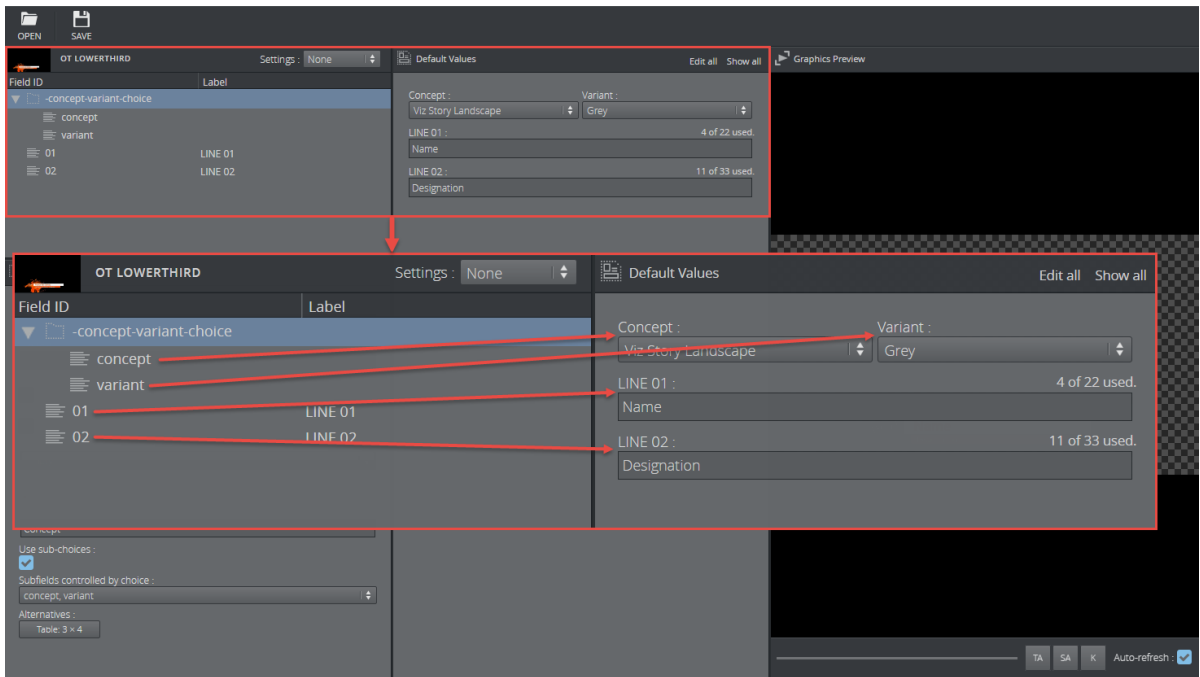 OPEN SAVE
OT LOWERTHIRD Settings : None Default Values Edit all Show all Graphics Preview
Field ID Label
-concept-variant-choice
concept
variant
01 LINE 01
02 LINE 02
Concept : Variant :
Viz Story Landscape Grey
LINE 01 : 4 of 22 used.
Name
LINE 02 : 11 of 33 used.
Designation
OT LOWERTHIRD Settings : None Default Values Edit all Show all
Field ID Label
-concept-variant-choice
concept
variant
01 LINE 01
02 LINE 02
Concept : Variant :
Viz Story Landscape Grey
LINE 01 : 4 of 22 used.
Name
LINE 02 : 11 of 33 used.
Designation
Concept
Use sub-choices :
Subfields controlled by choice :
concept, variant
Alternatives :
Table: 3 × 4
TA SA K Auto-refresh :